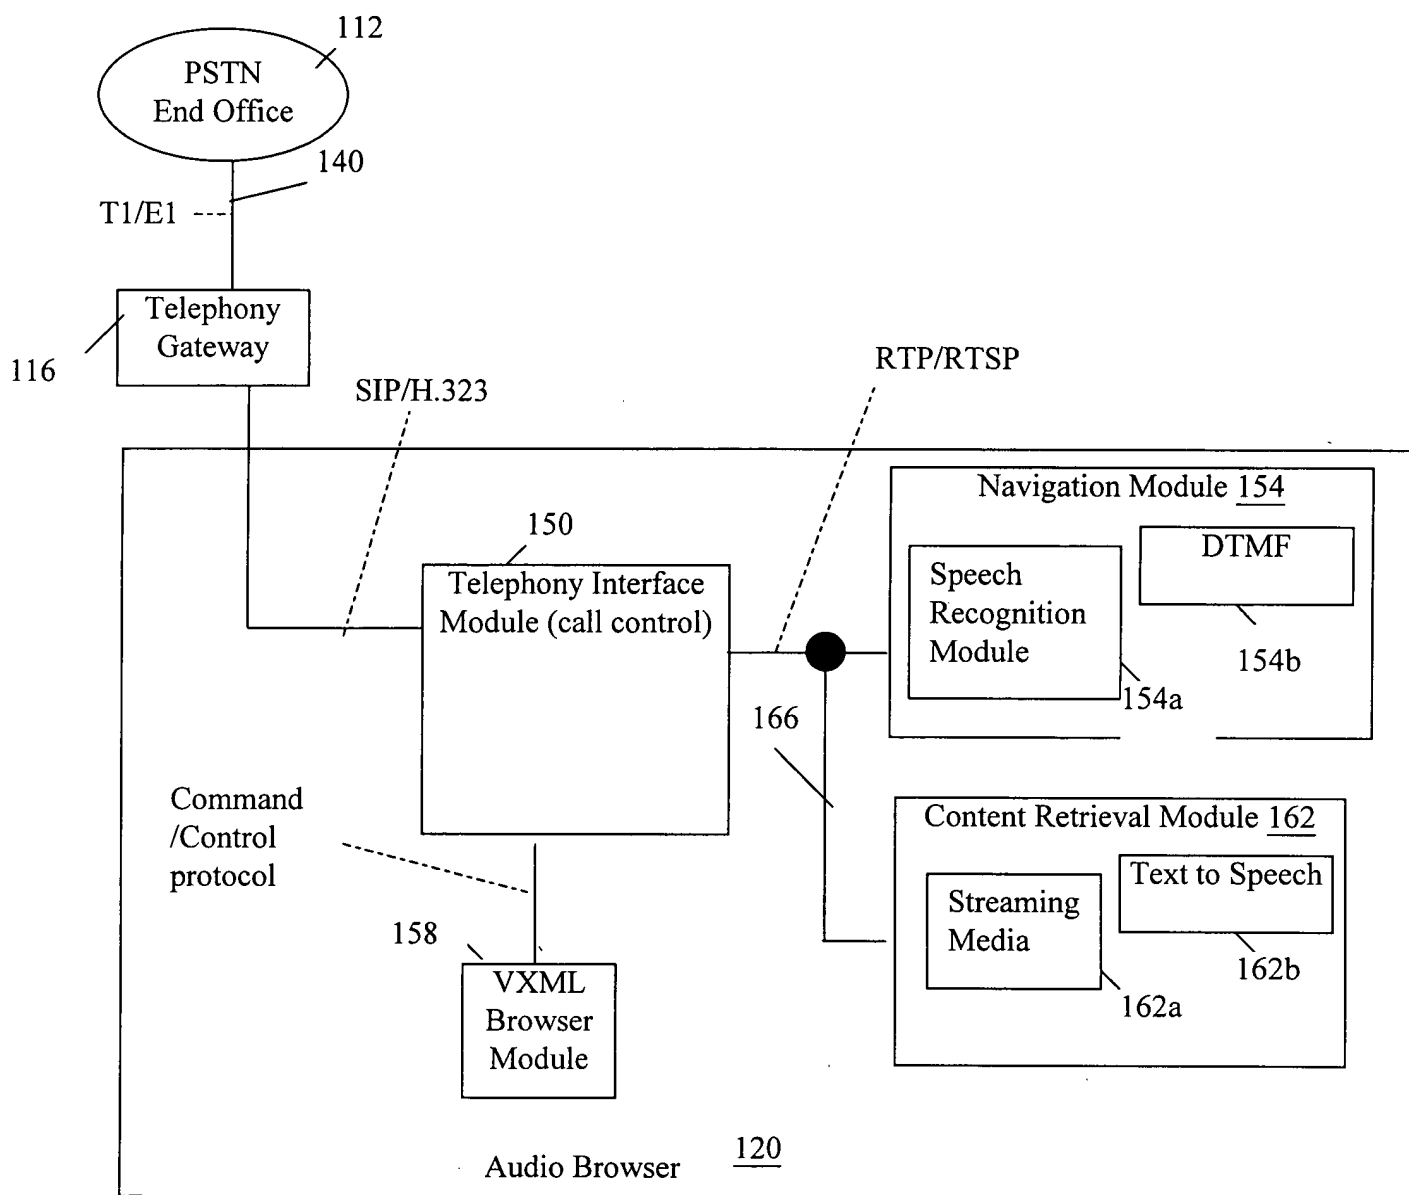 112
PSTN
End Office
140
T1/E1
Telephony
Gateway
116
SIP/H.323
RTP/RTSP
Navigation Module 154
150
DTMF
Speech
Recognition
Module
Telephony Interface
Module (call control)
154b
154a
166
Command
/Control
protocol
Content Retrieval Module 162
Text to Speech
Streaming
Media
158
162b
162a
VXML
Browser
Module
120
Audio Browser